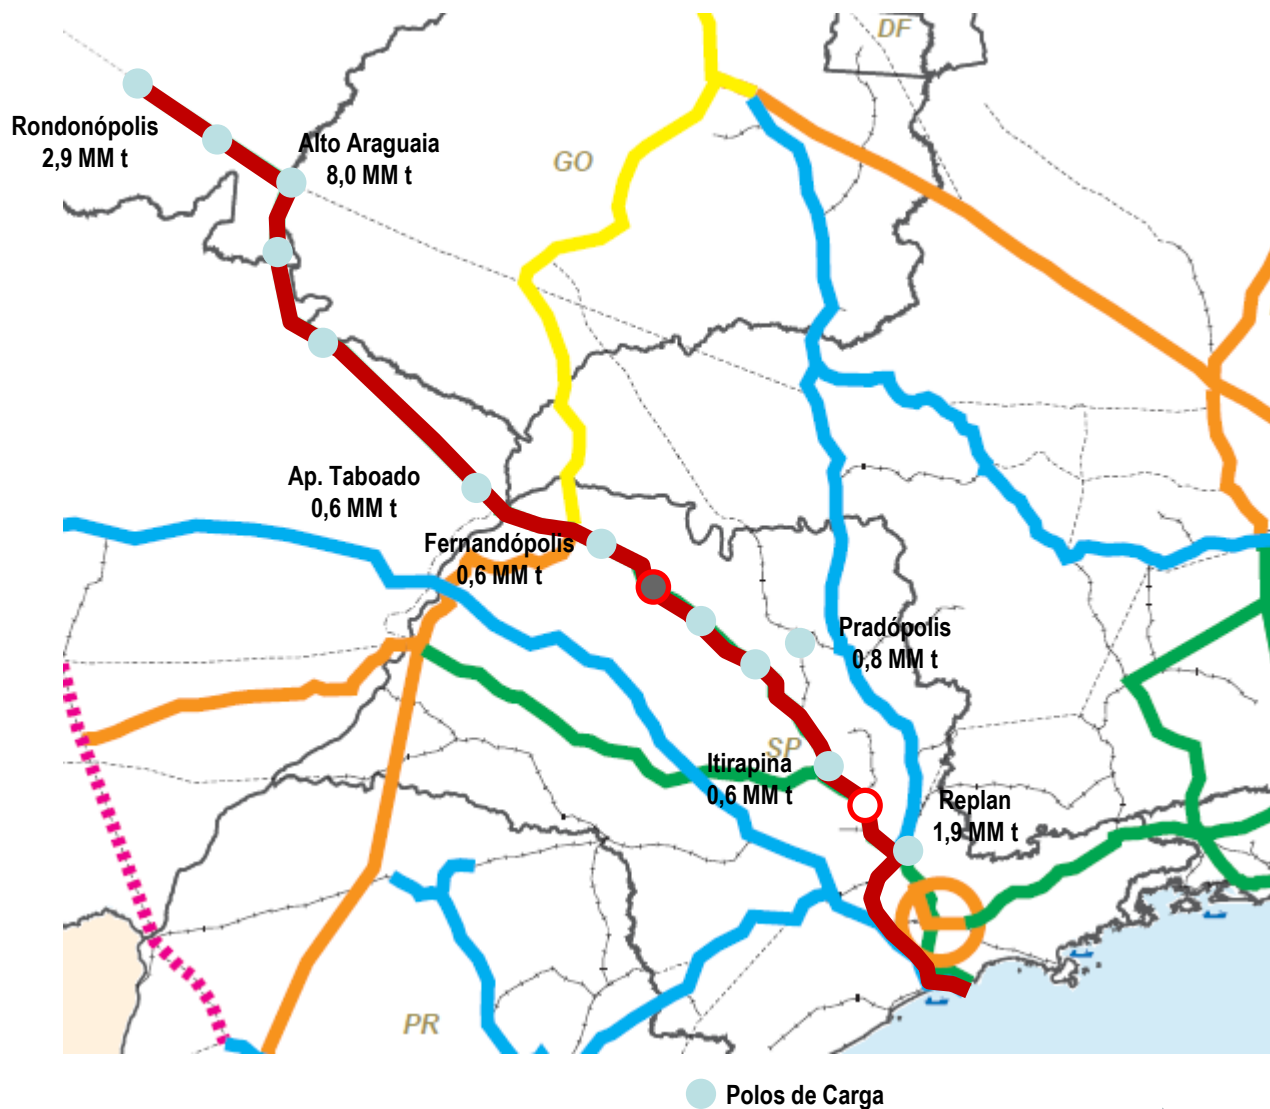 DF
Rondonópolis
2,9 MM t
Alto Araguaia
8,0 MM t
GO
Ap. Taboado
0,6 MM t
Fernandópolis
0,6 MM t
Pradópolis
0,8 MM t
SP
Itirapina
0,6 MM t
Replan
1,9 MM t
PR
Polos de Carga